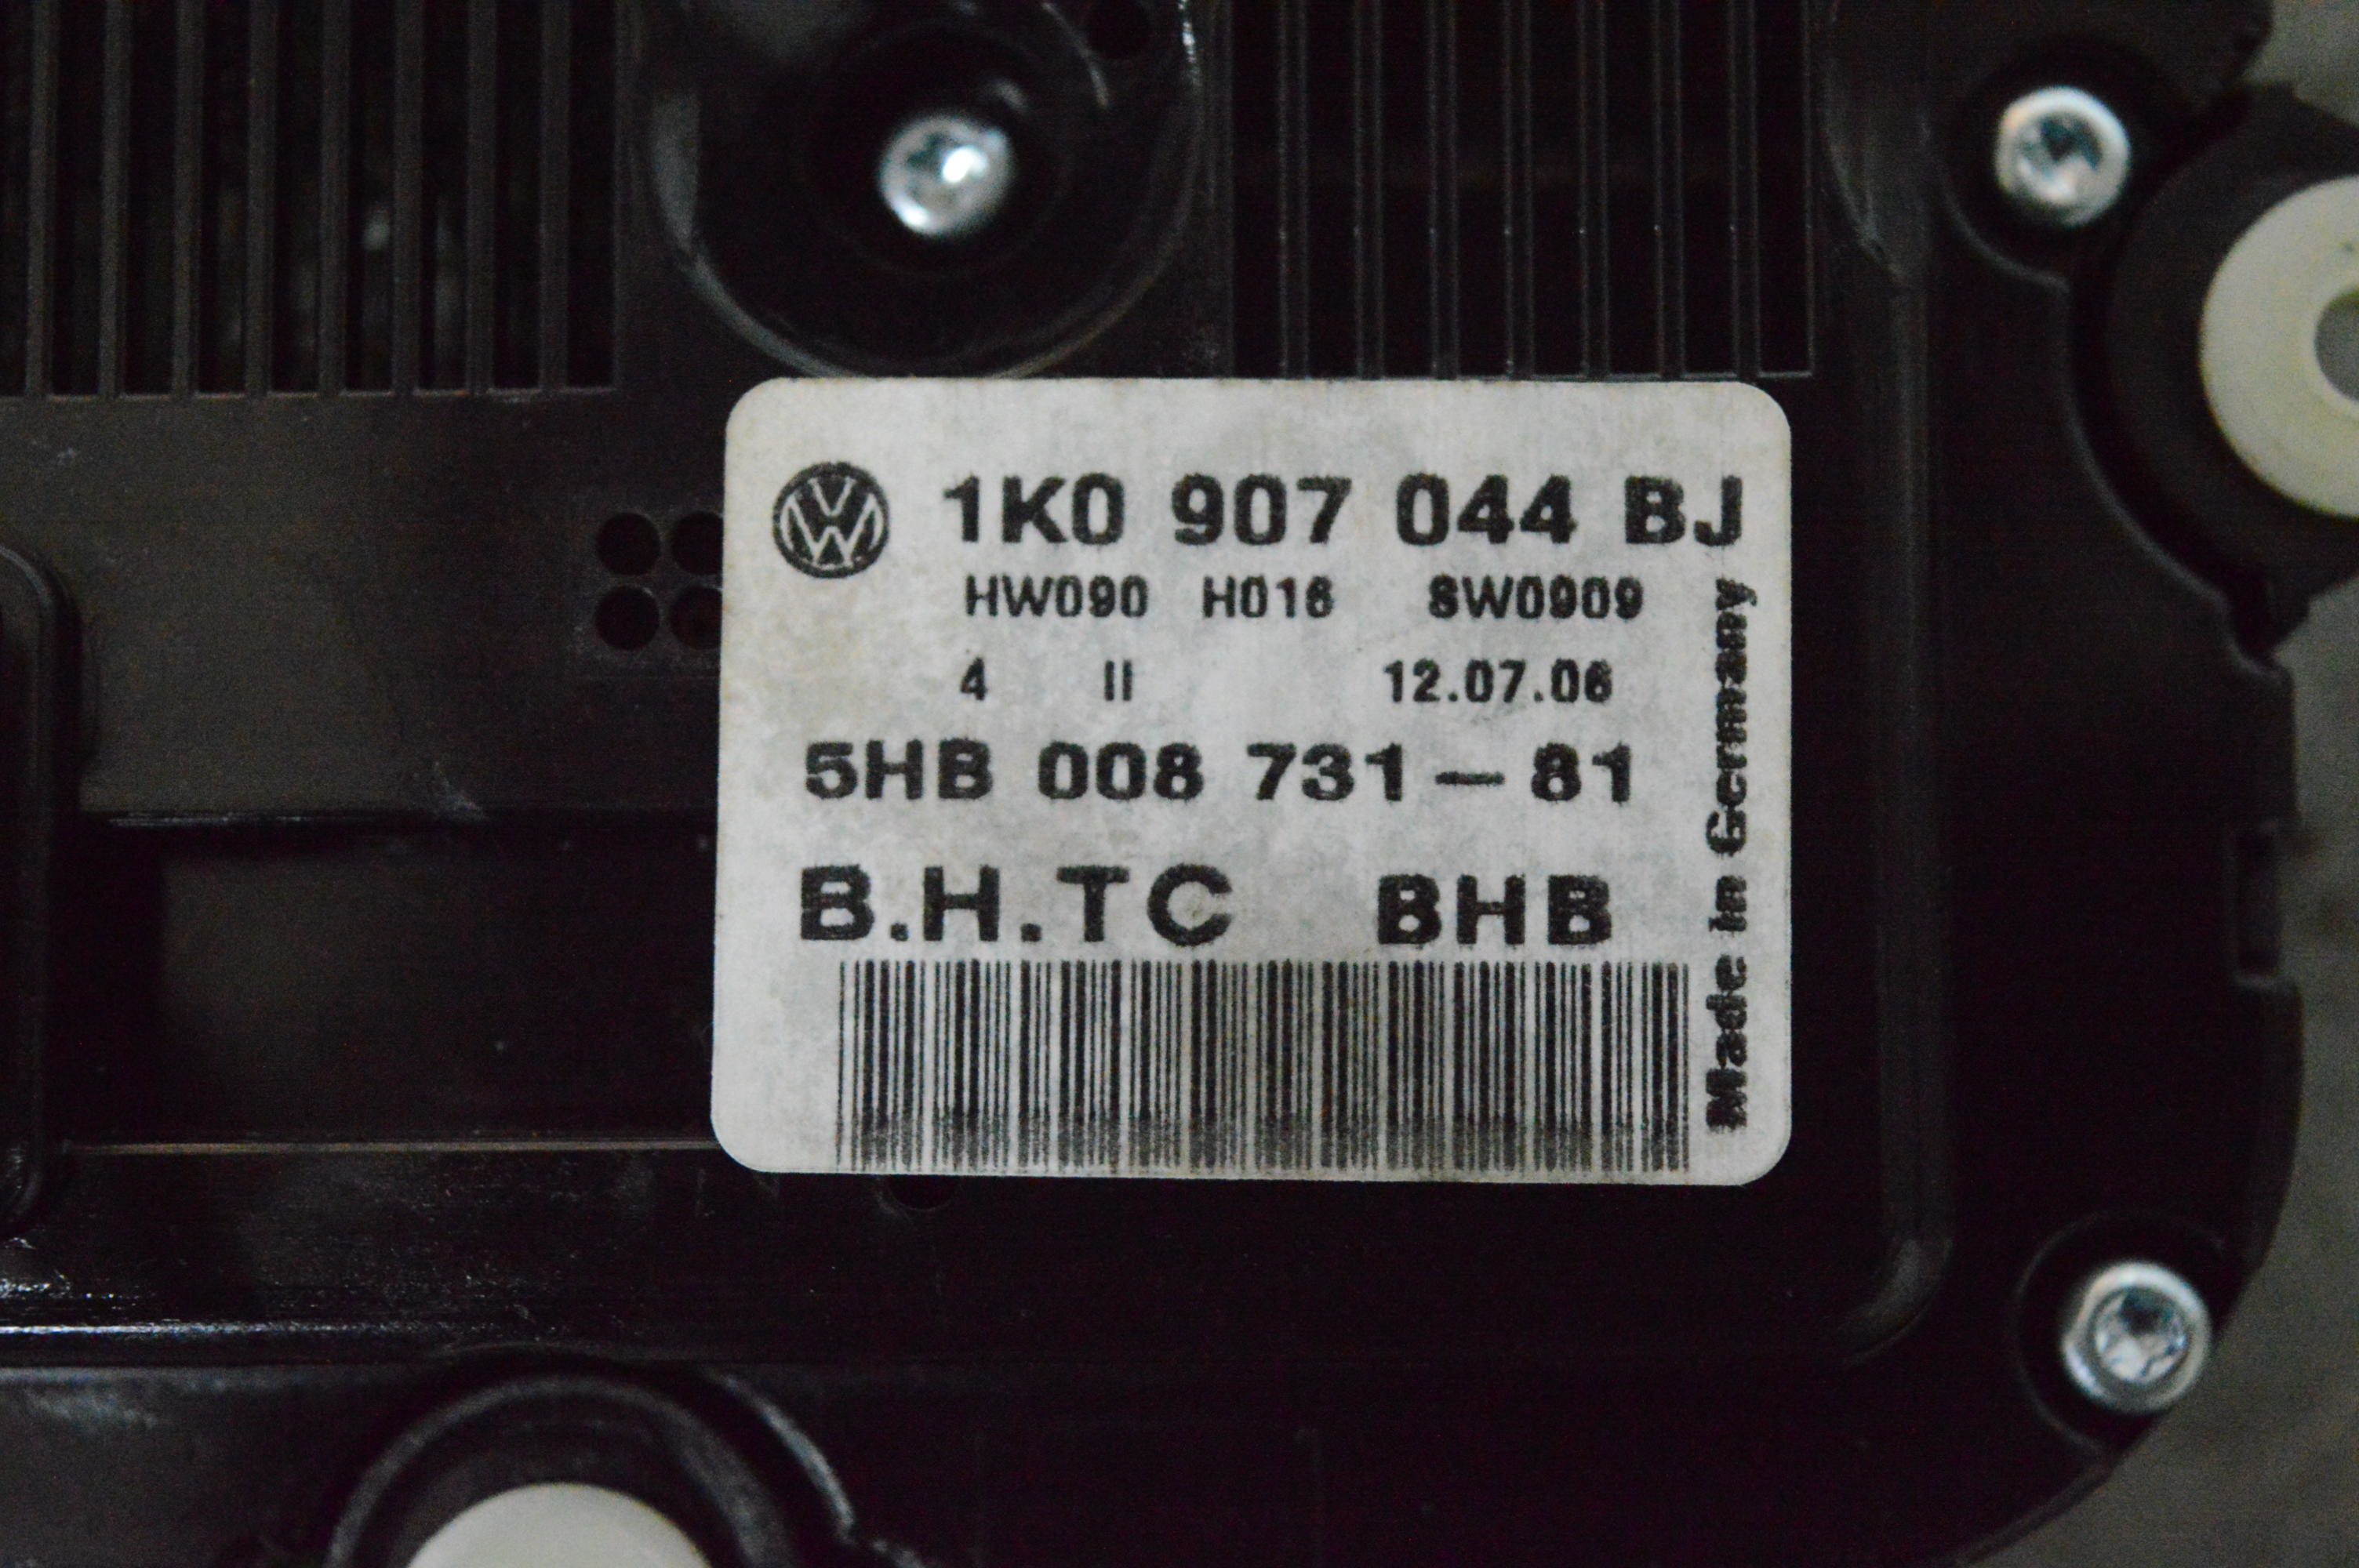 1K0 907 044 BJ
HW090 H016 SW0909
4 II 12.07.06
5HB 008 731-81
B.H.TC BHB
Made in Germany